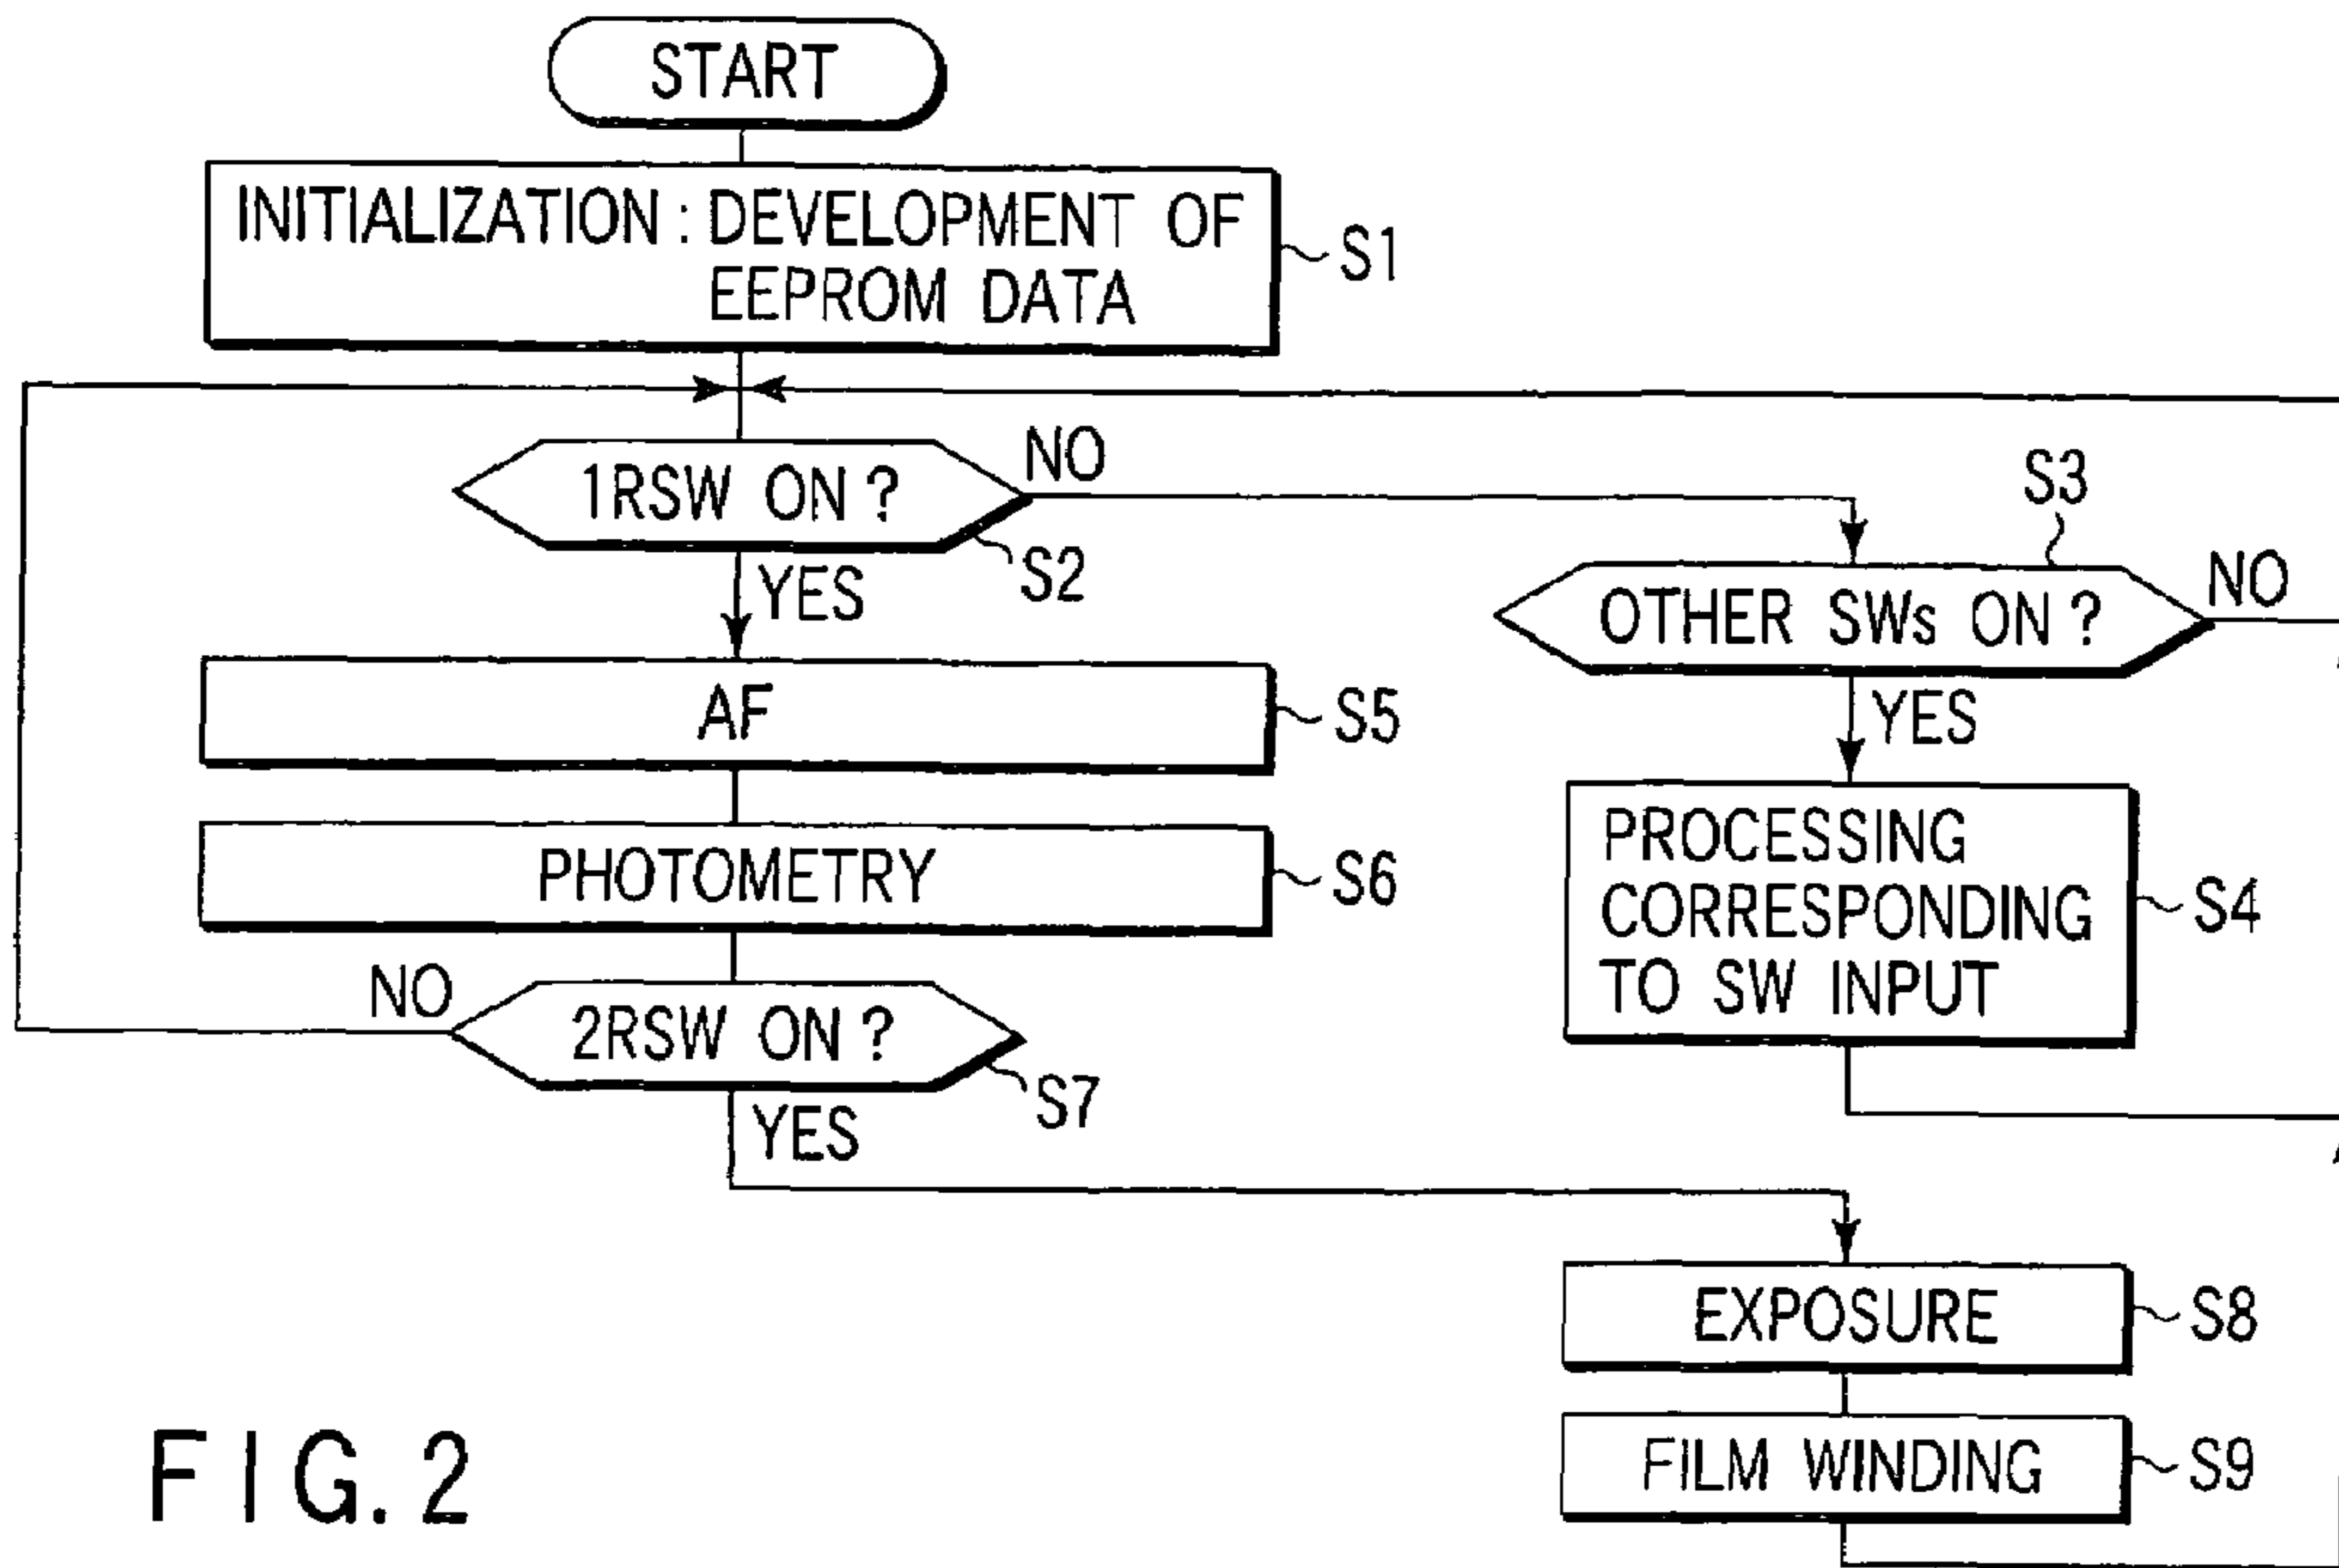 START
INITIALIZATION : DEVELOPMENT OF
EEPROM DATA
S1
1RSW ON ?
NO
S2
YES
S3
OTHER SWs ON ?
NO
YES
AF
S5
PHOTOMETRY
S6
PROCESSING
CORRESPONDING
TO SW INPUT
S4
NO
2RSW ON ?
S7
YES
EXPOSURE
S8
FILM WINDING
S9
FIG. 2